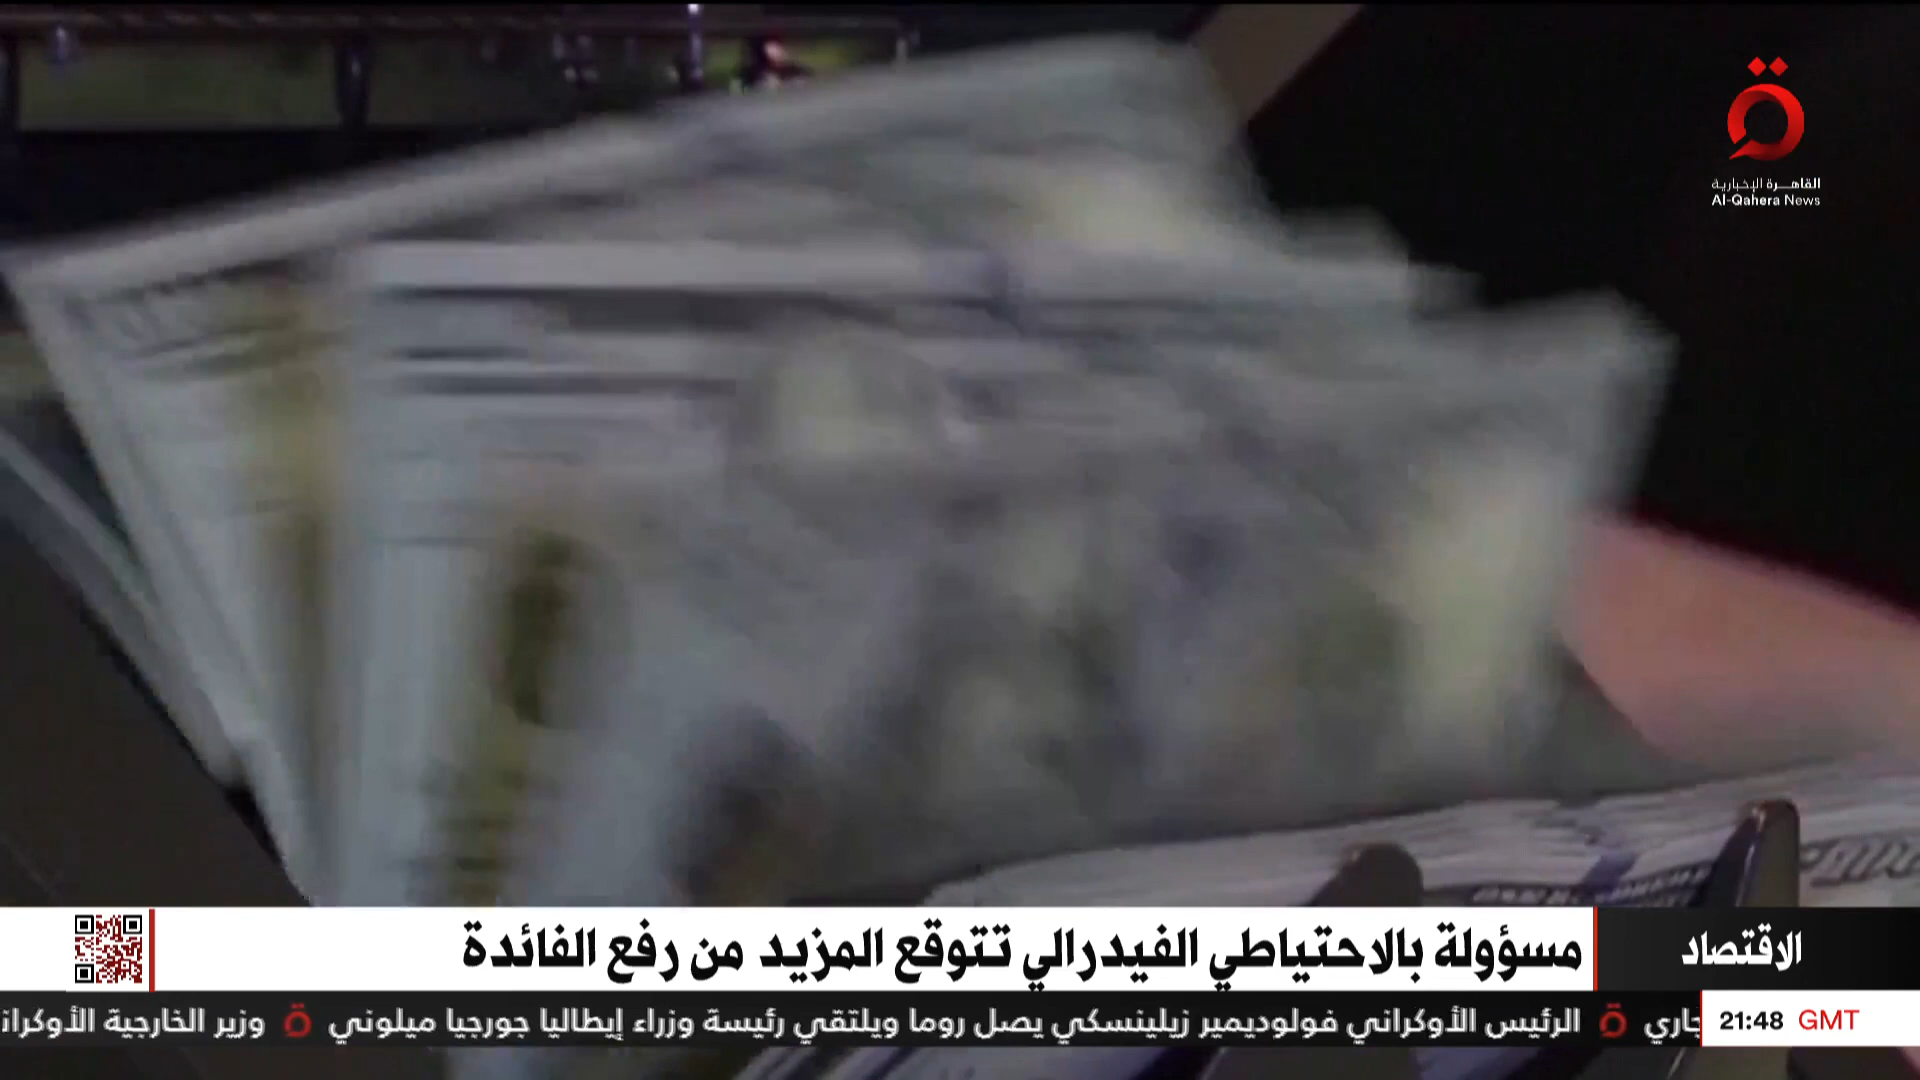 القاهرة الإخبارية
Al-Qahera News
الاقتصاد
مسؤولة بالاحتياطي الفيدرالي تتوقع المزيد من رفع الفائدة
21:48 GMT
الرئيس الأوكراني فولوديمير زيلينسكي يصل روما ويلتقي رئيسة وزراء إيطاليا جورجيا ميلوني
وزير الخارجية